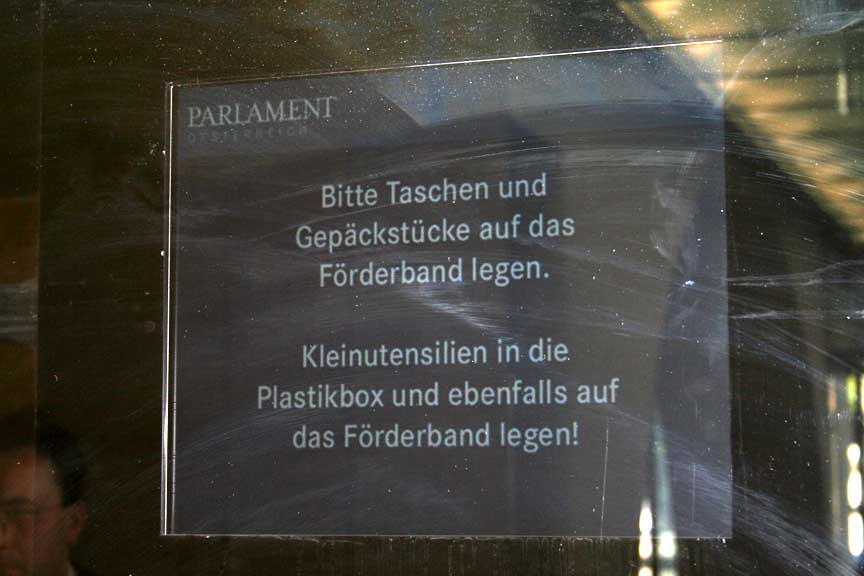 PARLAMENT
OESTERREICH
Bitte Taschen und
Gepäckstücke auf das
Förderband legen.
Kleinutensilien in die
Plastikbox und ebenfalls auf
das Förderband legen!